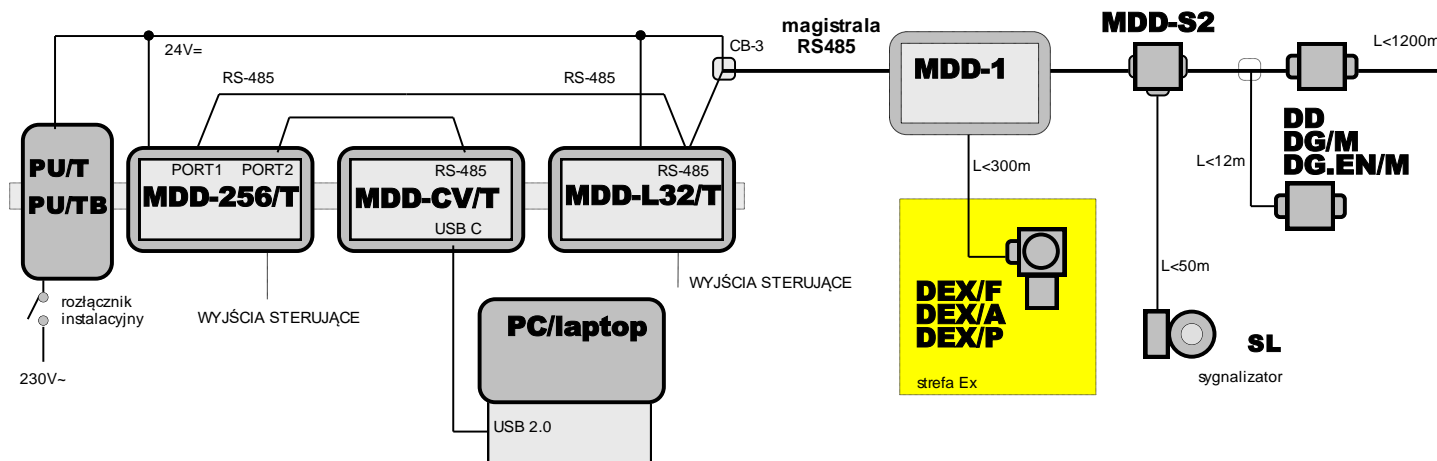 24V=
CB-3
magistrala
RS485
MDD-S2
L<1200m
RS-485
RS-485
MDD-1
DD
DG/M
DG.EN/M
PU/T
PU/TB
PORT1
PORT2
MDD-256/T
RS-485
MDD-CV/T
USB C
RS-485
MDD-L32/T
L<300m
L<12m
L<50m
rozłącznik
instalacyjny
WYJŚCIA STERUJĄCE
WYJŚCIA STERUJĄCE
PC/laptop
DEX/F
DEX/A
DEX/P
SL
230V~
strefa Ex
sygnalizator
USB 2.0